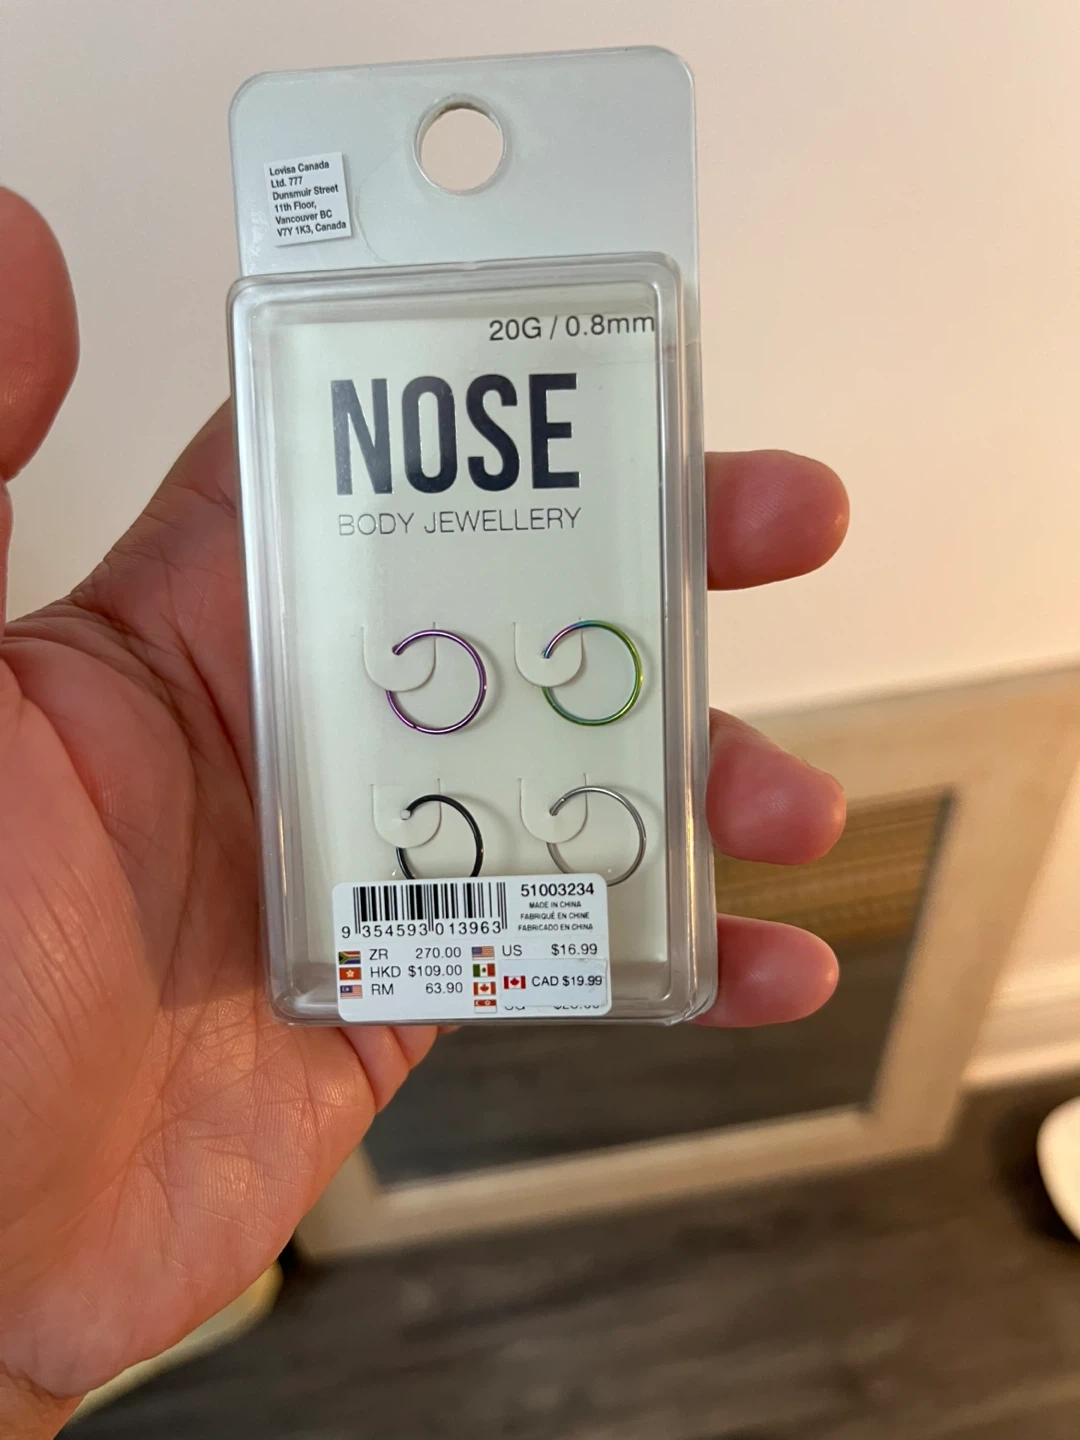 Lovisa Canada
Ltd. 777
Dunsmuir Street
11th Floor,
Vancouver BC
V7Y 1K3, Canada
20G / 0.8mm
NOSE
BODY JEWELLERY
51003234
MADE IN CHINA
FABRIQUÉ EN CHINE
FABRICADO EN CHINA
9 354593 013963
ZR 270.00 US $16.99
HKD $109.00
CAD $19.99
RM 63.90